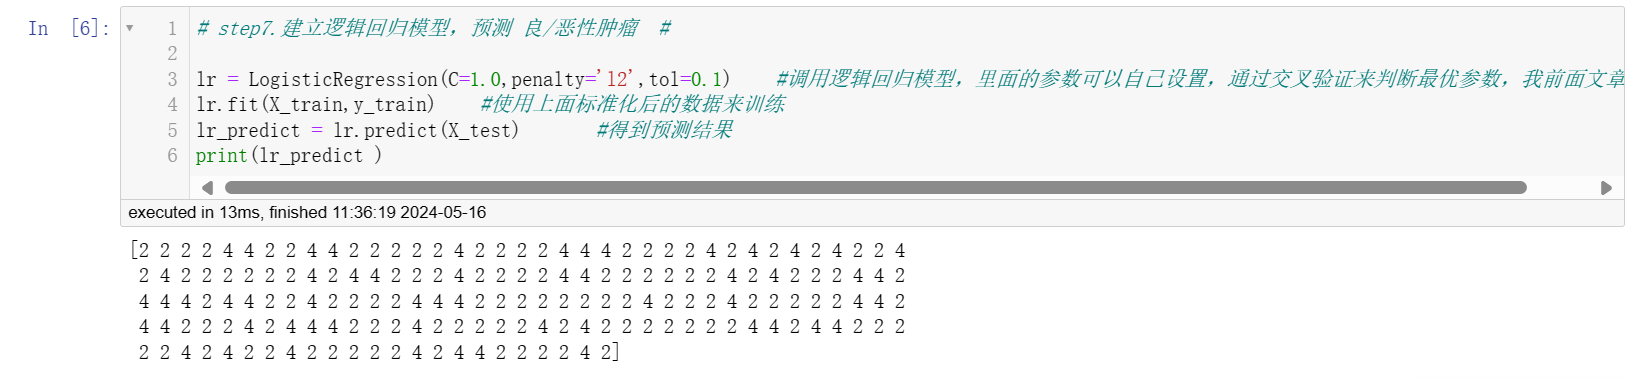 In [6]:
1 # step7.建立逻辑回归模型，预测 良/恶性肿瘤 #
2
3 lr = LogisticRegression(C=1.0,penalty='l2',tol=0.1) #调用逻辑回归模型，里面的参数可以自己设置，通过交叉验证来判断最优参数，我前面文章
4 lr.fit(X_train,y_train) #使用上面标准化后的数据来训练
5 lr_predict = lr.predict(X_test) #得到预测结果
6 print(lr_predict )
executed in 13ms, finished 11:36:19 2024-05-16
[2 2 2 2 4 4 2 2 4 4 2 2 2 2 2 4 2 2 2 2 4 4 4 2 2 2 2 4 2 4 2 4 2 4 2 2 4
2 4 2 2 2 2 2 2 4 2 4 4 2 2 2 4 2 2 2 2 4 4 2 2 2 2 2 2 4 2 4 2 2 2 4 4 2
4 4 4 2 4 4 2 2 4 2 2 2 2 4 4 4 2 2 2 2 2 2 2 2 4 2 2 2 4 2 2 2 2 2 4 4 2
4 4 2 2 2 4 2 4 4 4 2 2 2 4 2 2 2 2 2 4 2 4 2 2 2 2 2 2 2 4 4 2 4 4 2 2 2
2 2 4 2 4 2 2 4 2 2 2 2 2 4 2 4 4 2 2 2 2 4 2]